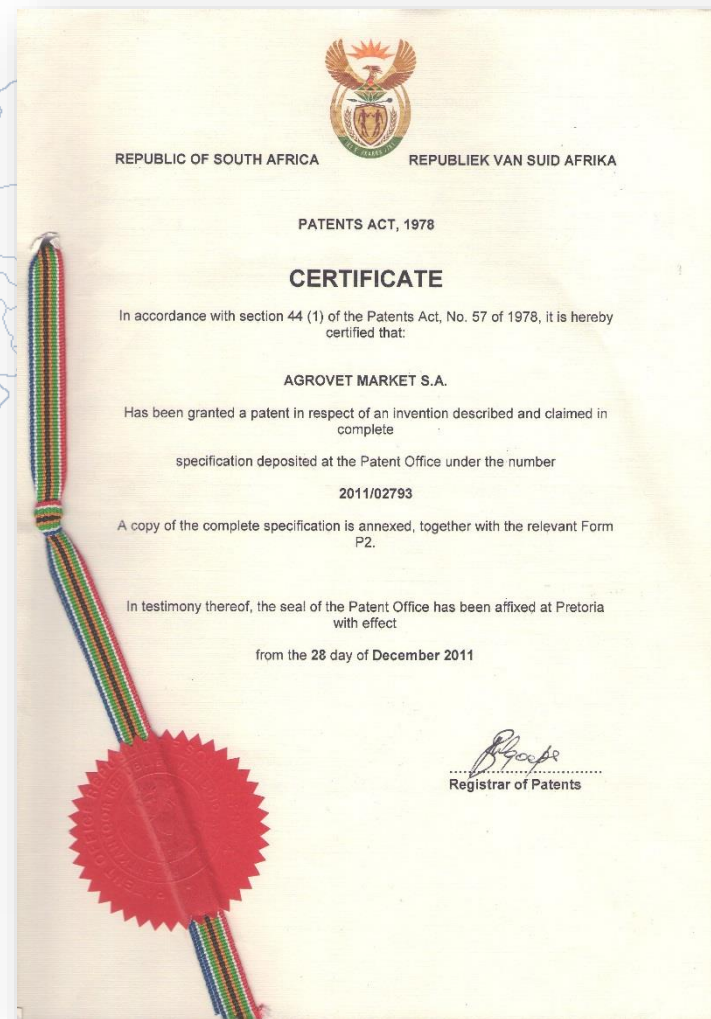 REPUBLIC OF SOUTH AFRICA REPUBLIEK VAN SUID AFRIKA
PATENTS ACT, 1978
CERTIFICATE
In accordance with section 44 (1) of the Patents Act, No. 57 of 1978, it is hereby
certified that:
AGROVET MARKET S.A.
Has been granted a patent in respect of an invention described and claimed in
complete
specification deposited at the Patent Office under the number
2011/02793
A copy of the complete specification is annexed, together with the relevant Form
P2.
In testimony thereof, the seal of the Patent Office has been affixed at Pretoria
with effect
from the 28 day of December 2011
Registrar of Patents